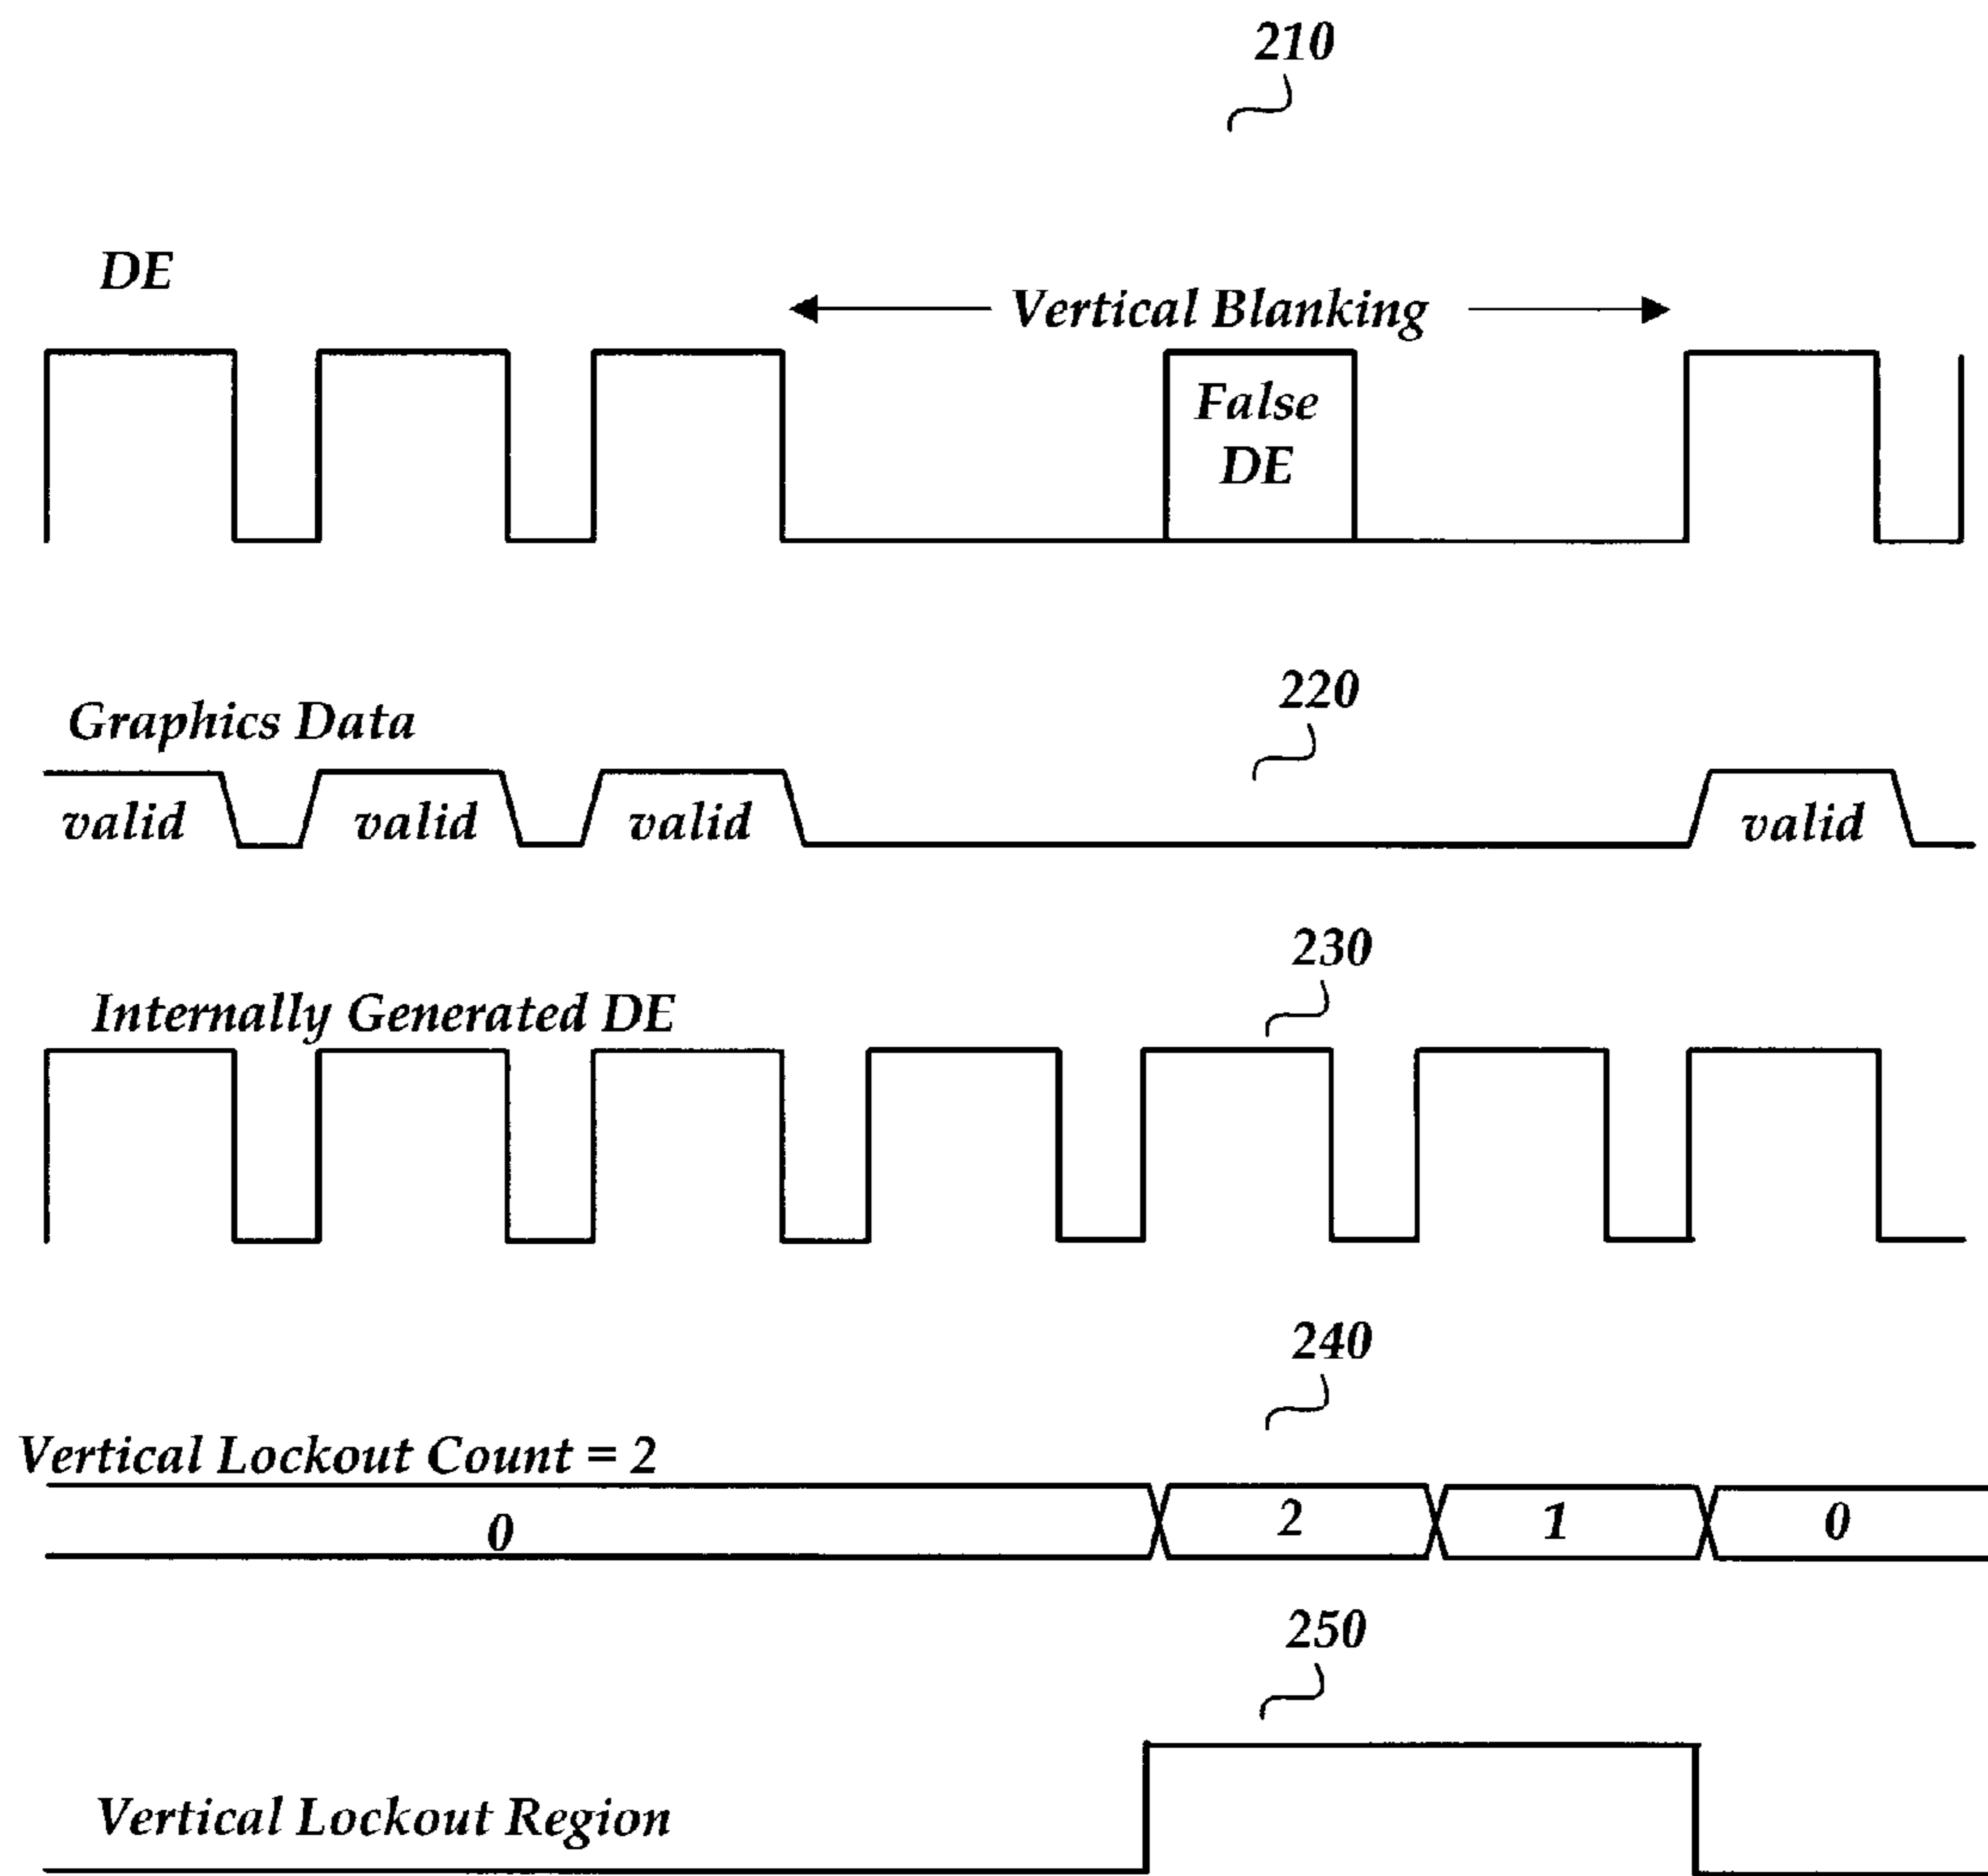 210
DE
Vertical Blanking
False
DE
220
Graphics Data
valid valid valid valid
230
Internally Generated DE
240
Vertical Lockout Count = 2
0 2 1 0
250
Vertical Lockout Region